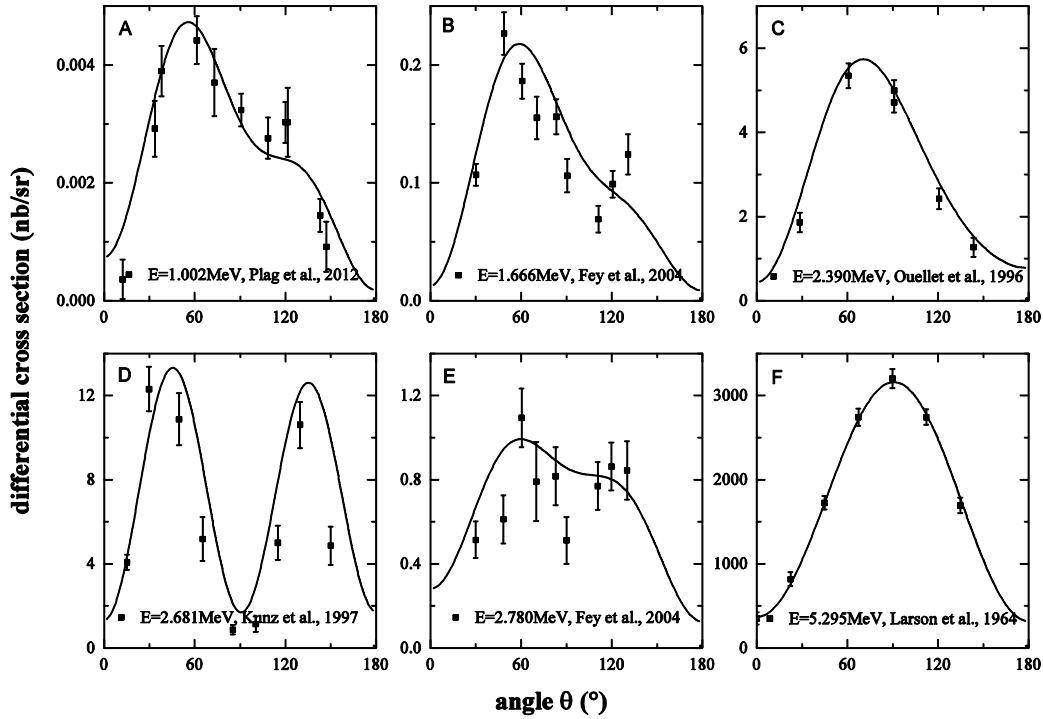 differential cross section (nb/sr)
A
0.004
0.002
0.000
0 60 120 180
E=1.002MeV, Plag et al., 2012
B
0.2
0.1
0.0
0 60 120 180
E=1.666MeV, Fey et al., 2004
C
6
4
2
0
0 60 120 180
E=2.390MeV, Ouellet et al., 1996
D
12
8
4
0
0 60 120 180
E=2.681MeV, Kunz et al., 1997
E
1.2
0.8
0.4
0.0
0 60 120 180
E=2.780MeV, Fey et al., 2004
F
3000
2000
1000
0
0 60 120 180
E=5.295MeV, Larson et al., 1964
angle θ (°)